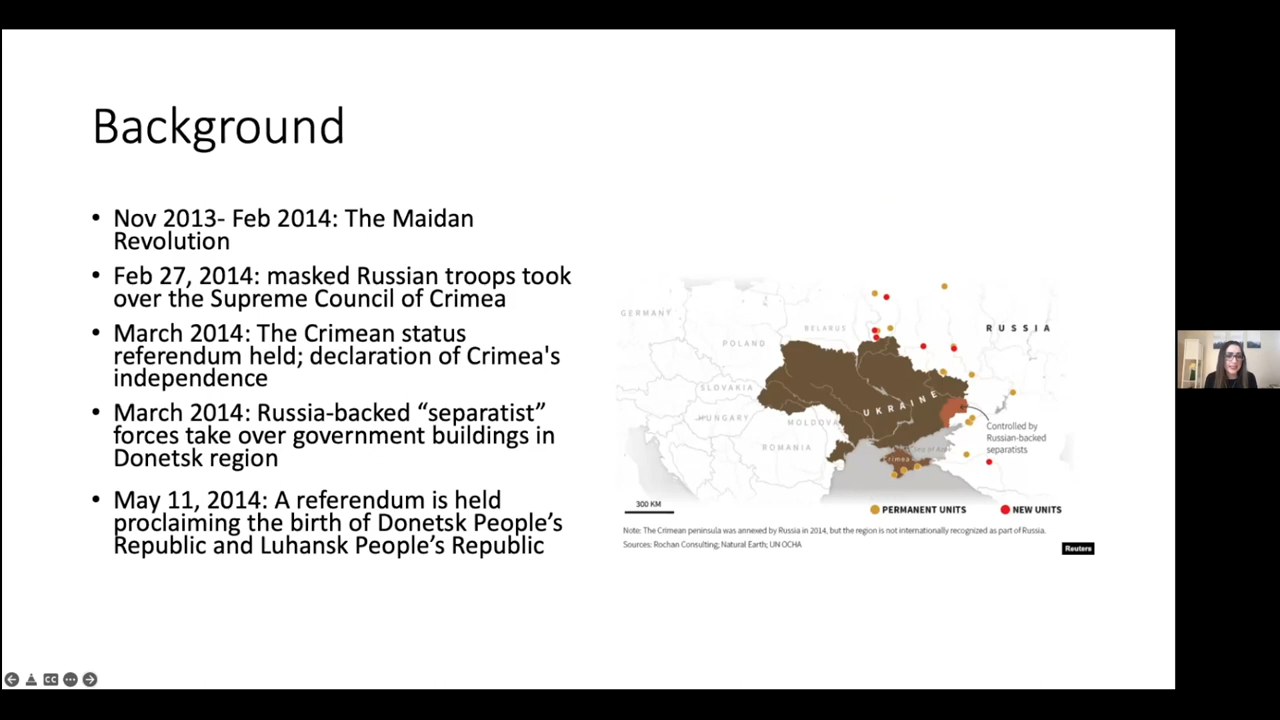 Background
• Nov 2013- Feb 2014: The Maidan
Revolution
• Feb 27, 2014: masked Russian troops took
over the Supreme Council of Crimea
• March 2014: The Crimean status
referendum held; declaration of Crimea's
independence
• March 2014: Russia-backed “separatist”
forces take over government buildings in
Donetsk region
• May 11, 2014: A referendum is held
proclaiming the birth of Donetsk People’s
Republic and Luhansk People’s Republic
GERMANY
BELARUS
RUSSIA
POLAND
SLOVAKIA
UKRAINE
HUNGARY
MOLDOVA
Controlled by
Russian-backed
separatists
ROMANIA
Sea of Azov
Crimea
300 KM
PERMANENT UNITS
NEW UNITS
Note: The Crimean peninsula was annexed by Russia in 2014, but the region is not internationally recognized as part of Russia.
Sources: Rochan Consulting; Natural Earth; UN OCHA
Reuters
CC